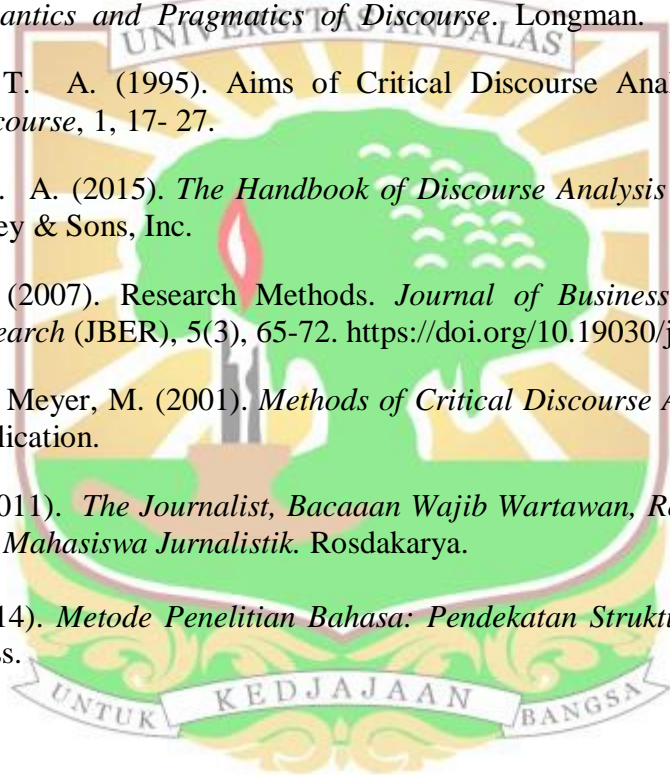 antics and Pragmatics of Discourse. Longman.
UNIVERSITAS ANDALAS
T. A. (1995). Aims of Critical Discourse Anal
course, 1, 17- 27.
. A. (2015). The Handbook of Discourse Analysis
ey & Sons, Inc.
(2007). Research Methods. Journal of Business
earch (JBER), 5(3), 65-72. https://doi.org/10.19030/j
Meyer, M. (2001). Methods of Critical Discourse A
lication.
011). The Journalist, Bacaaan Wajib Wartawan, R
Mahasiswa Jurnalistik. Rosdakarya.
14). Metode Penelitian Bahasa: Pendekatan Strukt
ss.
UNTUK KEDJAJAAN BANGSA